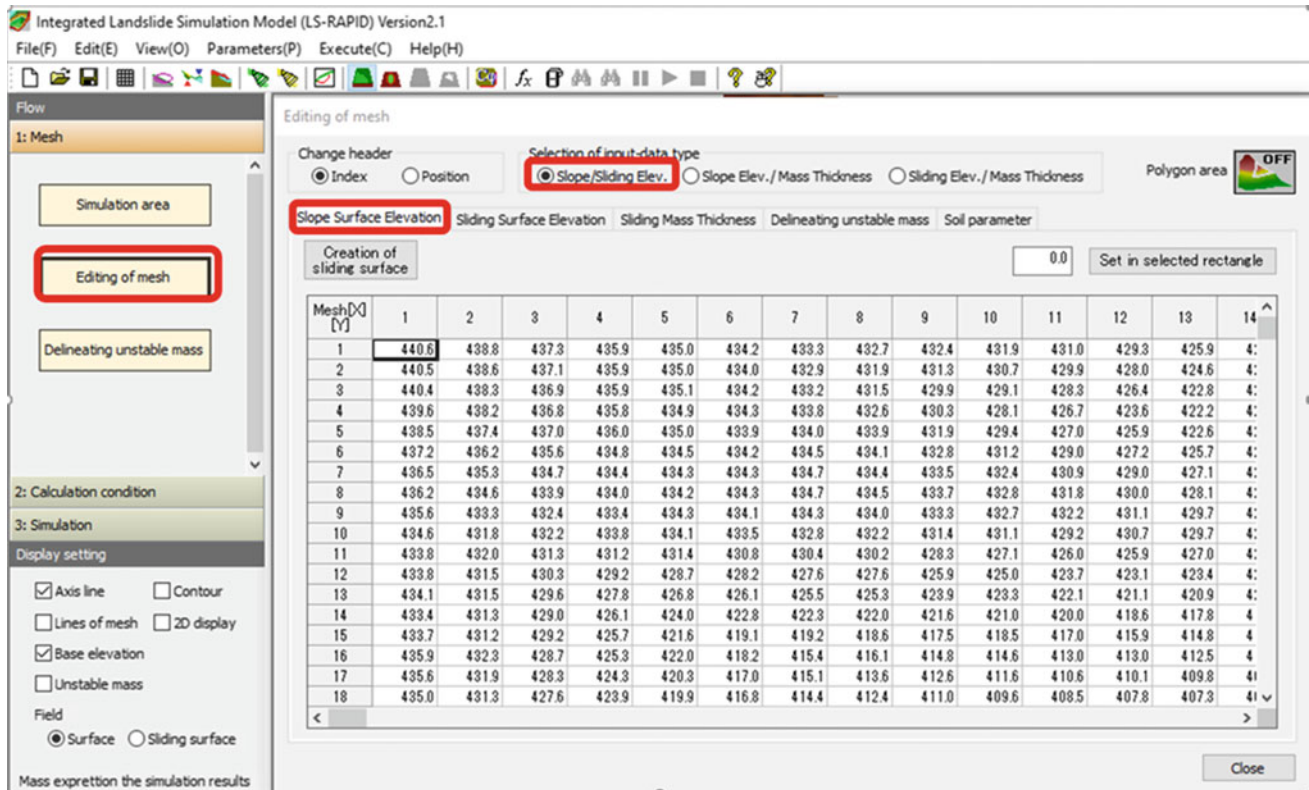 Integrated Landslide Simulation Model (LS-RAPID) Version2.1
File(F) Edit(E) View(O) Parameters(P) Execute(C) Help(H)
Flow
1: Mesh
Simulation area
Editing of mesh
Delineating unstable mass
2: Calculation condition
3: Simulation
Display setting
Axis line Contour
Lines of mesh 2D display
Base elevation
Unstable mass
Field
Surface Sliding surface
Mass exprettion the simulation results
Editing of mesh
Change header
Index Position
Selection of input-data type
Slope/Sliding Elev. Slope Elev./ Mass Thickness Sliding Elev./ Mass Thickness
Polygon area OFF
Slope Surface Elevation Sliding Surface Elevation Sliding Mass Thickness Delineating unstable mass Soil parameter
Creation of
sliding surface
0.0 Set in selected rectangle
Mesh[X]
[Y]
1 2 3 4 5 6 7 8 9 10 11 12 13 14
1 440.6 438.8 437.3 435.9 435.0 434.2 433.3 432.7 432.4 431.9 431.0 429.3 425.9
2 440.5 438.6 437.1 435.9 435.0 434.0 432.9 431.9 431.3 430.7 429.9 428.0 424.6
3 440.4 438.3 436.9 435.9 435.1 434.2 433.2 431.5 429.9 429.1 428.3 426.4 422.8
4 439.6 438.2 436.8 435.8 434.9 434.3 433.8 432.6 430.3 428.1 426.7 423.6 422.2
5 438.5 437.4 437.0 436.0 435.0 433.9 434.0 433.9 431.9 429.4 427.0 425.9 422.6
6 437.2 436.2 435.6 434.8 434.5 434.2 434.5 434.1 432.8 431.2 429.0 427.2 425.7
7 436.5 435.3 434.7 434.4 434.3 434.3 434.7 434.4 433.5 432.4 430.9 429.0 427.1
8 436.2 434.6 433.9 434.0 434.2 434.3 434.7 434.5 433.7 432.8 431.8 430.0 428.1
9 435.6 433.3 432.4 433.4 434.3 434.1 434.3 434.0 433.3 432.7 432.2 431.1 429.7
10 434.6 431.8 432.2 433.8 434.1 433.5 432.8 432.2 431.4 431.1 429.2 430.7 429.7
11 433.8 432.0 431.3 431.2 431.4 430.8 430.4 430.2 428.3 427.1 426.0 425.9 427.0
12 433.8 431.5 430.3 429.2 428.7 428.2 427.6 427.6 425.9 425.0 423.7 423.1 423.4
13 434.1 431.5 429.6 427.8 426.8 426.1 425.5 425.3 423.9 423.3 422.1 421.1 420.9
14 433.4 431.3 429.0 426.1 424.0 422.8 422.3 422.0 421.6 421.0 420.0 418.6 417.8
15 433.7 431.2 429.2 425.7 421.6 419.1 419.2 418.6 417.5 418.5 417.0 415.9 414.8
16 435.9 432.3 428.7 425.3 422.0 418.2 415.4 416.1 414.8 414.6 413.0 413.0 412.5
17 435.6 431.9 428.3 424.3 420.3 417.0 415.1 413.6 412.6 411.6 410.6 410.1 409.8
18 435.0 431.3 427.6 423.9 419.9 416.8 414.4 412.4 411.0 409.6 408.5 407.8 407.3
Close